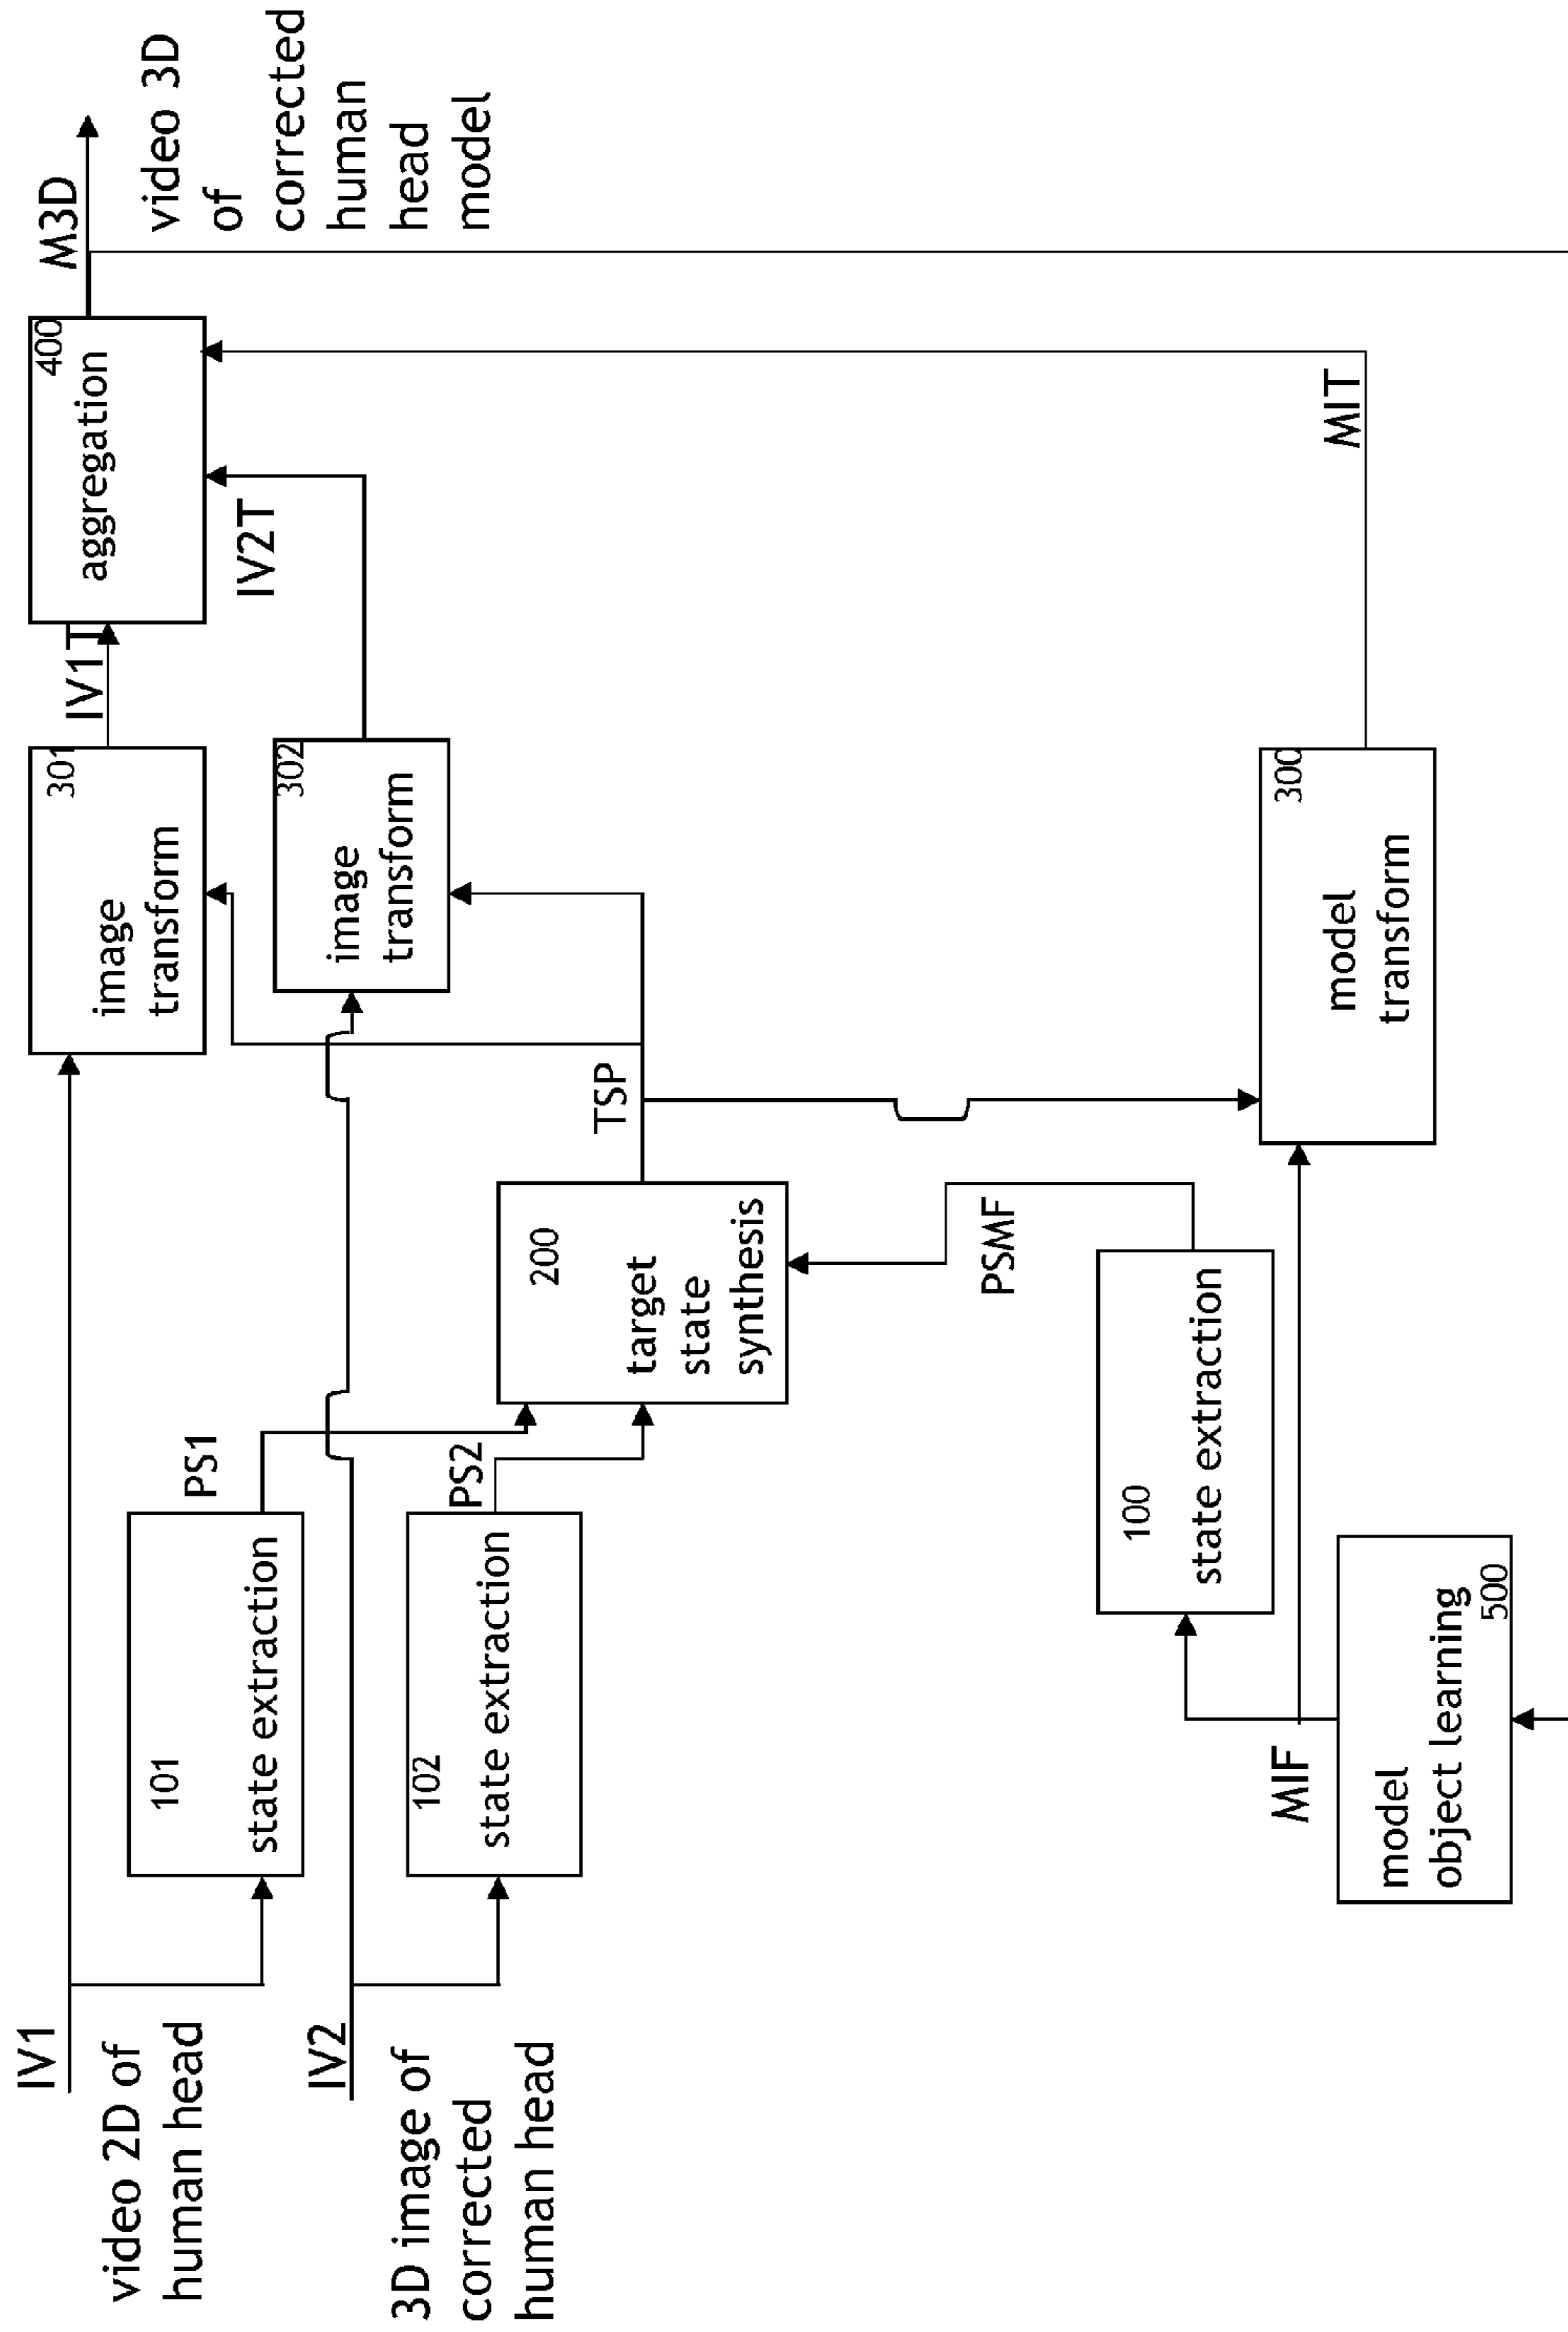 IV1
video 2D of
human head
IV2
3D image of
corrected
human head
101
state extraction
PS1
102
state extraction
PS2
200
target
state
synthesis
TSP
301
image
transform
IV1T
302
image
transform
IV2T
400
aggregation
M3D
video 3D
of
corrected
human
head
model
model
object learning
500
MIF
100
state extraction
PSMF
300
model
transform
MIT